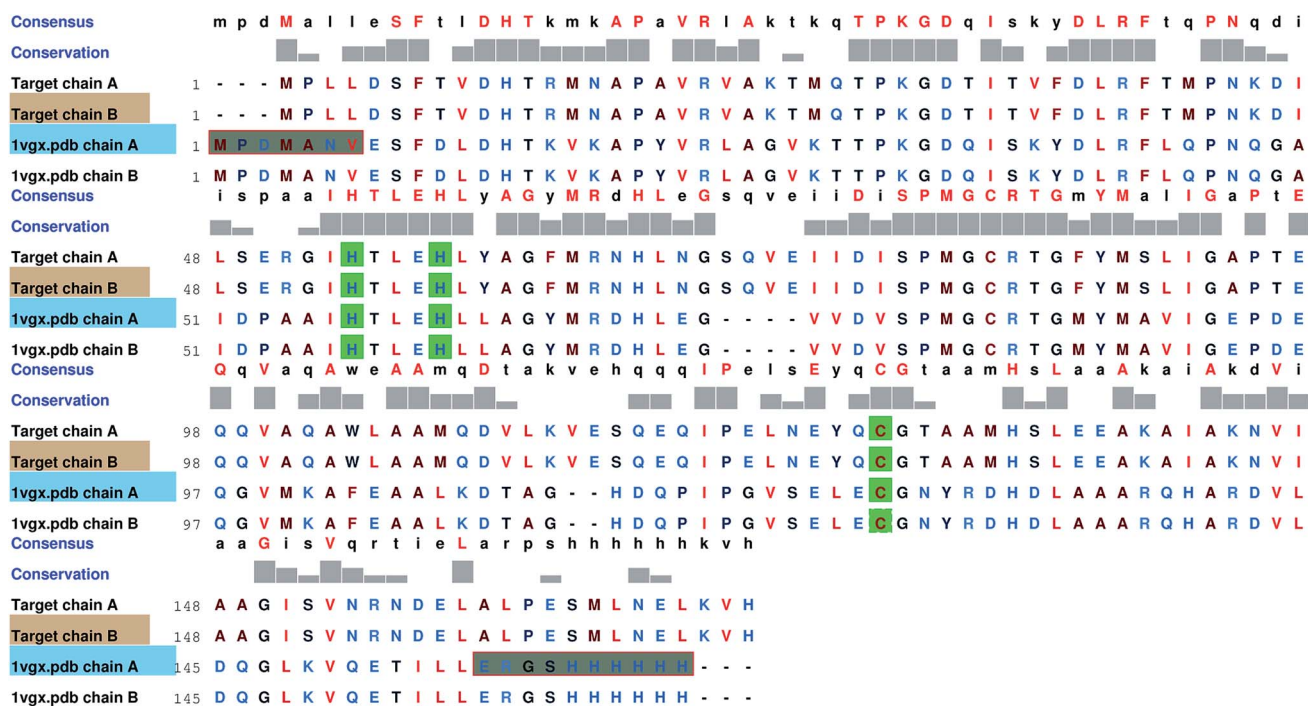 Consensus m p d M a l l e S F t l D H T k m k A P a V R l A k t k q T P K G D q I s k y D L R F t q P N q d i
Conservation
Target chain A 1 - - - M P L L D S F T V D H T R M N A P A V R V A K T M Q T P K G D T I T V F D L R F T M P N K D I
Target chain B 1 - - - M P L L D S F T V D H T R M N A P A V R V A K T M Q T P K G D T I T V F D L R F T M P N K D I
1vgx.pdb chain A 1 M P D M A N V E S F D L D H T K V K A P Y V R L A G V K T T P K G D Q I S K Y D L R F L Q P N Q G A
1vgx.pdb chain B 1 M P D M A N V E S F D L D H T K V K A P Y V R L A G V K T T P K G D Q I S K Y D L R F L Q P N Q G A
Consensus i s p a a I H T L E H L y A G y M R d H L e G s q v e i i D i S P M G C R T G m Y M a l I G a P t E
Conservation
Target chain A 48 L S E R G I H T L E H L Y A G F M R N H L N G S Q V E I I D I S P M G C R T G F Y M S L I G A P T E
Target chain B 48 L S E R G I H T L E H L Y A G F M R N H L N G S Q V E I I D I S P M G C R T G F Y M S L I G A P T E
1vgx.pdb chain A 51 I D P A A I H T L E H L L A G Y M R D H L E G - - - - V V D V S P M G C R T G M Y M A V I G E P D E
1vgx.pdb chain B 51 I D P A A I H T L E H L L A G Y M R D H L E G - - - - V V D V S P M G C R T G M Y M A V I G E P D E
Consensus Q q V a q A w e A A m q D t a k v e h q q q I P e l s E y q C G t a a m H s L a a A k a i A k d V i
Conservation
Target chain A 98 Q Q V A Q A W L A A M Q D V L K V E S Q E Q I P E L N E Y Q C G T A A M H S L E E A K A I A K N V I
Target chain B 98 Q Q V A Q A W L A A M Q D V L K V E S Q E Q I P E L N E Y Q C G T A A M H S L E E A K A I A K N V I
1vgx.pdb chain A 97 Q G V M K A F E A A L K D T A G - - H D Q P I P G V S E L E C G N Y R D H D L A A A R Q H A R D V L
1vgx.pdb chain B 97 Q G V M K A F E A A L K D T A G - - H D Q P I P G V S E L E C G N Y R D H D L A A A R Q H A R D V L
Consensus a a G i s V q r t i e L a r p s h h h h h h k v h
Conservation
Target chain A 148 A A G I S V N R N D E L A L P E S M L N E L K V H
Target chain B 148 A A G I S V N R N D E L A L P E S M L N E L K V H
1vgx.pdb chain A 145 D Q G L K V Q E T I L L E R G S H H H H H H - - -
1vgx.pdb chain B 145 D Q G L K V Q E T I L L E R G S H H H H H H - - -